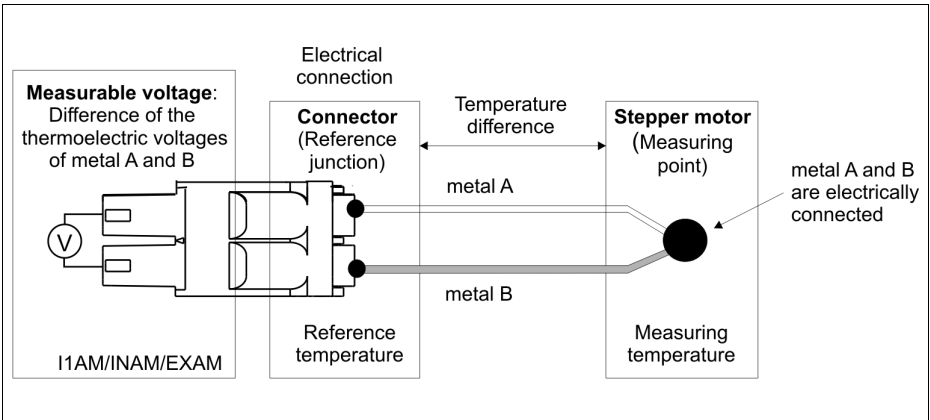 Measurable voltage:
Difference of the
thermoelectric voltages
of metal A and B
V
I1AM/INAM/EXAM
Electrical
connection
Connector
(Reference
junction)
Reference
temperature
Temperature
difference
metal A
metal B
Stepper motor
(Measuring
point)
Measuring
temperature
metal A and B
are electrically
connected